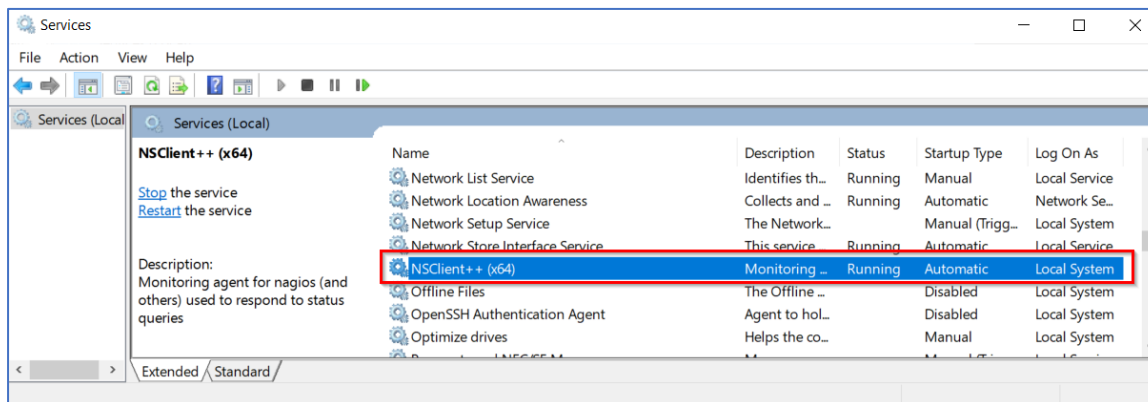 Services
File Action View Help
Services (Local
Services (Local)
NSClient++ (x64)
Stop the service
Restart the service
Description:
Monitoring agent for nagios (and
others) used to respond to status
queries
Name Description Status Startup Type Log On As
Network List Service Identifies th... Running Manual Local Service
Network Location Awareness Collects and ... Running Automatic Network Se...
Network Setup Service The Network... Manual (Trigg... Local System
Network Store Interface Service This service Running Automatic Local Service
NSClient++ (x64) Monitoring ... Running Automatic Local System
Offline Files The Offline ... Disabled Local System
OpenSSH Authentication Agent Agent to hol... Disabled Local System
Optimize drives Helps the co... Manual Local System
Extended Standard